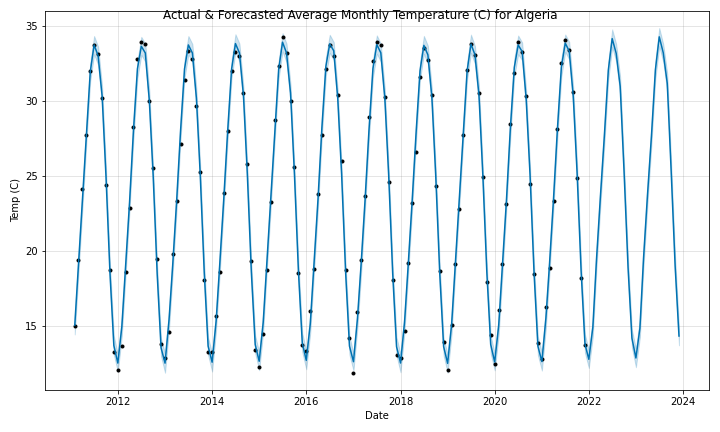 Actual & Forecasted Average Monthly Temperature (C) for Algeria
35
30
25
20
15
Temp (C)
2012 2014 2016 2018 2020 2022 2024
Date